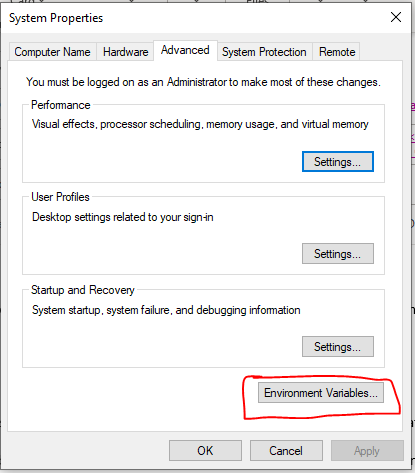 System Properties
Computer Name Hardware Advanced System Protection Remote
You must be logged on as an Administrator to make most of these changes.
Performance
Visual effects, processor scheduling, memory usage, and virtual memory
Settings...
User Profiles
Desktop settings related to your sign-in
Settings...
Startup and Recovery
System startup, system failure, and debugging information
Settings...
Environment Variables...
OK Cancel Apply